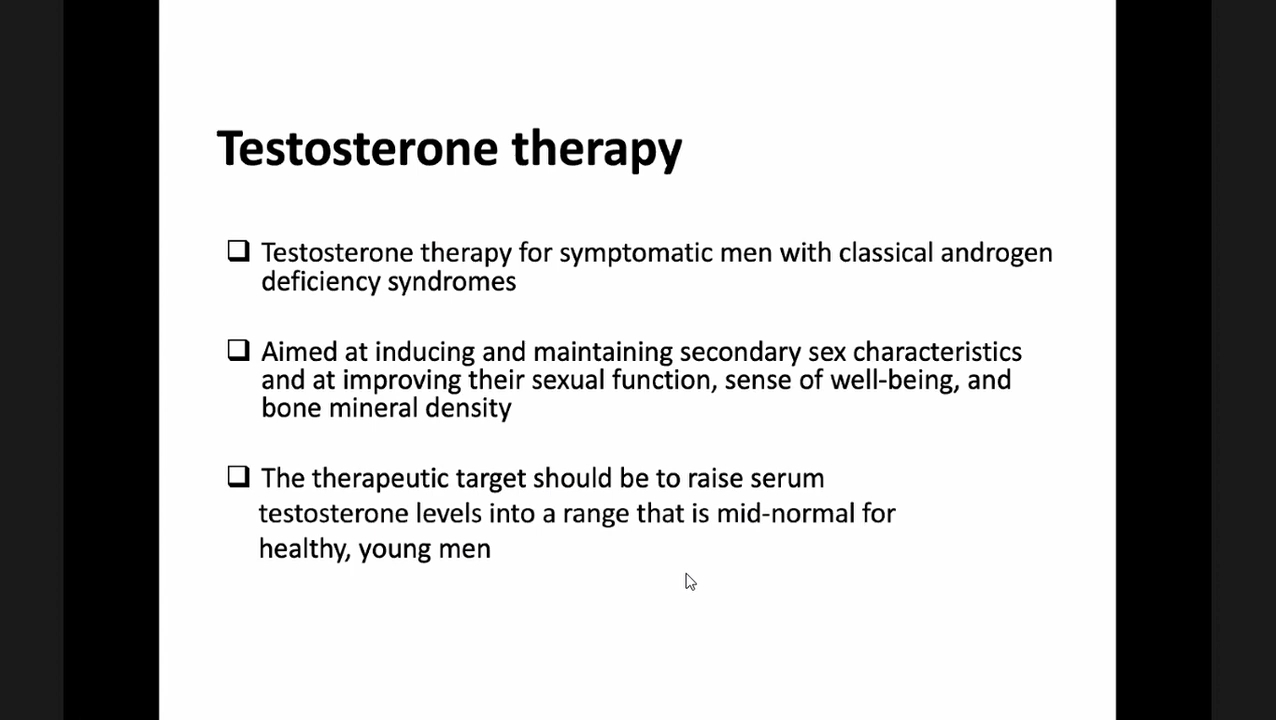 Testosterone therapy
❑ Testosterone therapy for symptomatic men with classical androgen
deficiency syndromes
❑ Aimed at inducing and maintaining secondary sex characteristics
and at improving their sexual function, sense of well-being, and
bone mineral density
❑ The therapeutic target should be to raise serum
testosterone levels into a range that is mid-normal for
healthy, young men